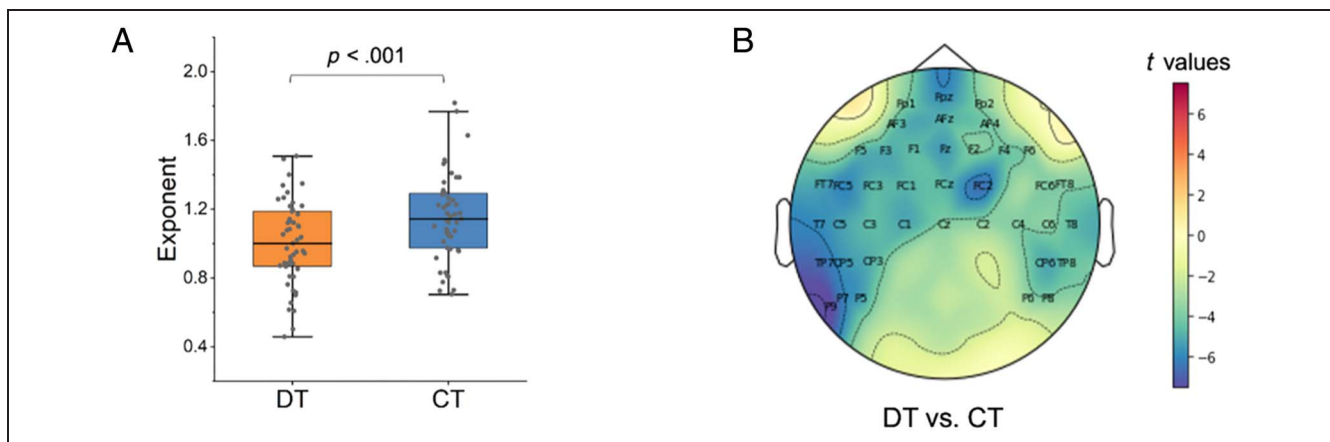 A
B
p < .001
t values
2.0
1.6
1.2
0.8
0.4
Exponent
DT
CT
Fp1 Fpz Fp2
AF3 AFz AF4
F5 F3 F1 Fz F2 F4 F6
FT7 FC5 FC3 FC1 FCz FC2 FC6 FT8
T7 C5 C3 C1 Cz C2 C4 C6 T8
TP7 CP5 CP3 CP6 TP8
P9 P7 P5 P6 P8
6
4
2
0
−2
−4
−6
DT vs. CT